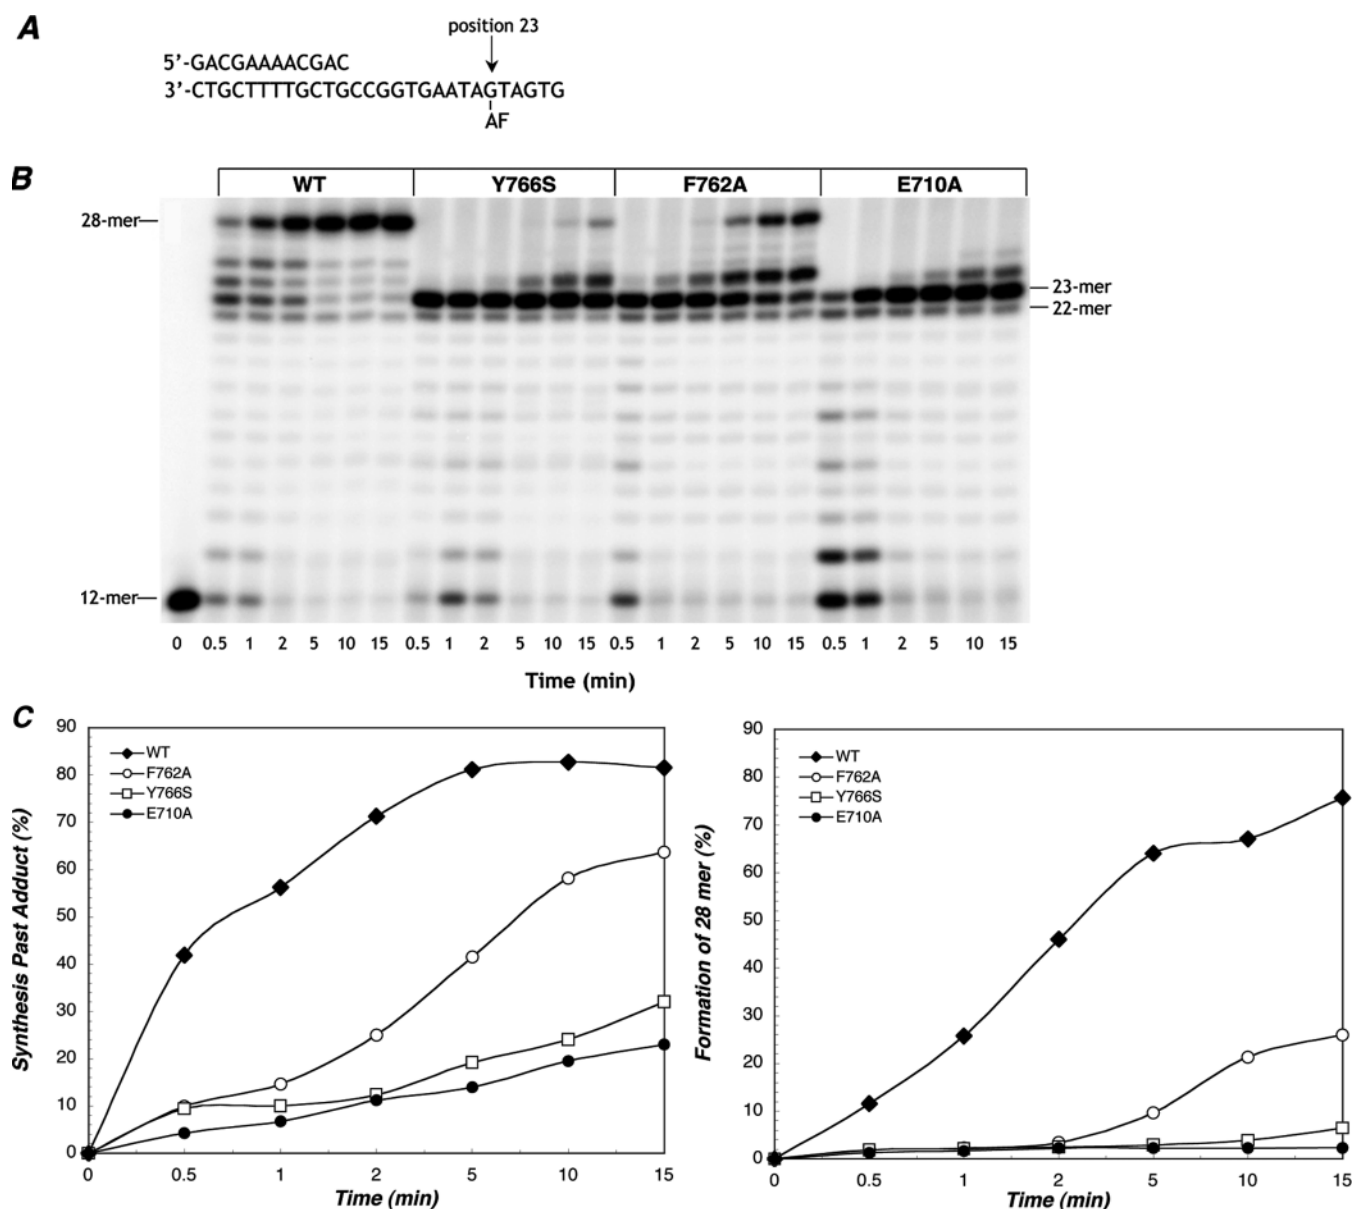 A
position 23
5'-GACGAAAACGAC
3'-CTGCTTTTGCTGCCGGTGAATAGTAGTG
AF
B
WT Y766S F762A E710A
28-mer
23-mer
22-mer
12-mer
0 0.5 1 2 5 10 15 0.5 1 2 5 10 15 0.5 1 2 5 10 15 0.5 1 2 5 10 15
Time (min)
C
90
80
70
60
50
40
30
20
10
0
Synthesis Past Adduct (%)
WT
F762A
Y766S
E710A
0 0.5 1 2 5 10 15
Time (min)
90
80
70
60
50
40
30
20
10
0
Formation of 28 mer (%)
WT
F762A
Y766S
E710A
0 0.5 1 2 5 10 15
Time (min)